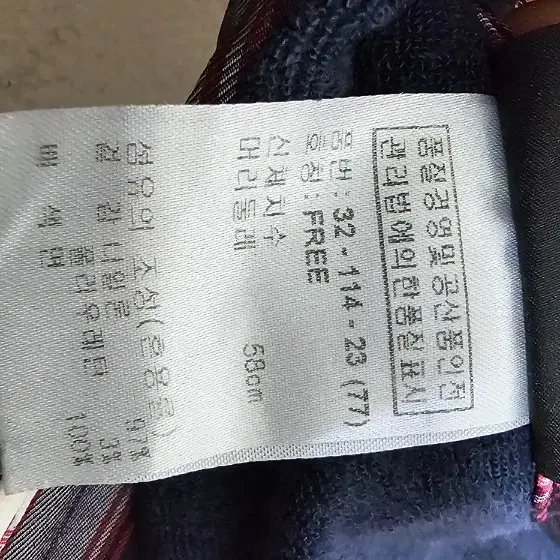 품질경영및공산품안전
관리법에의한품질표시
품번: 32-114-23 (77)
호칭: FREE
신체치수
머리둘레 58cm
섬유의 조성(혼용율)
겉 감 나일론 97%
폴리우레탄 3%
배 색 면 100%